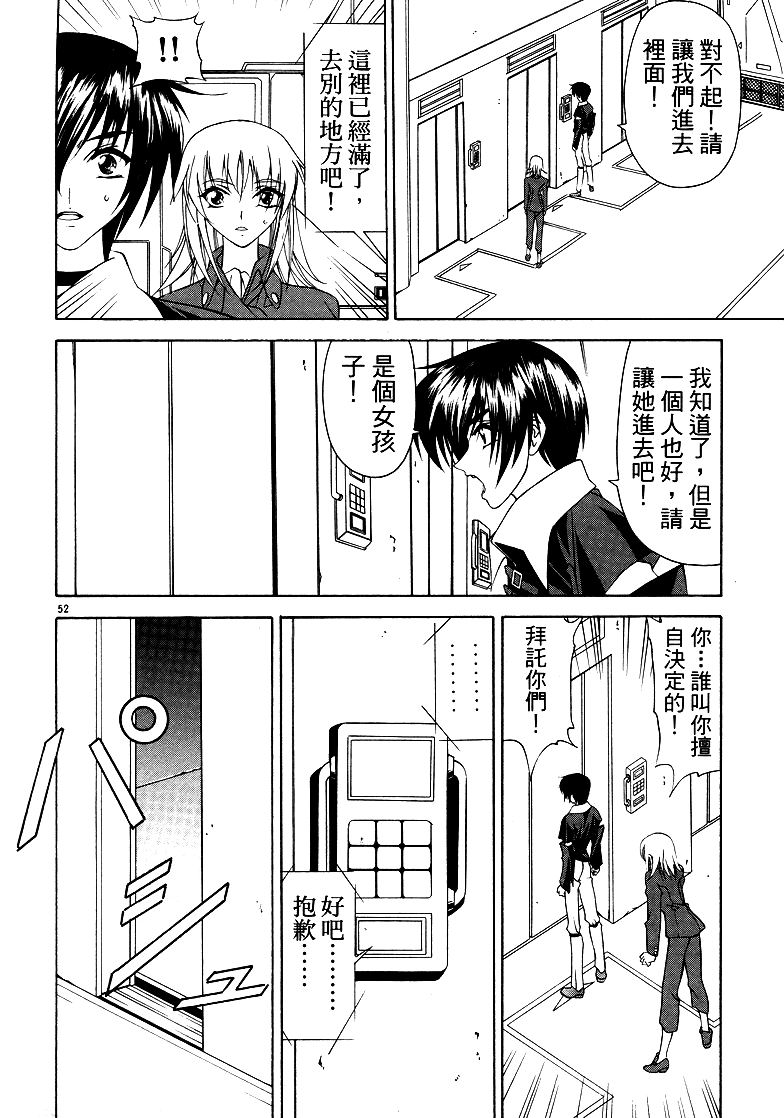 對不起！請
讓我們進去
裡面！
這裡已經滿了，
去別的地方吧！
！！
我知道了，但是
一個人也好，請
讓她進去吧！
是個女孩
子！
52
你…誰叫你擅
自決定的！
拜託你們！
………
………
好吧………
抱歉………
パシュ